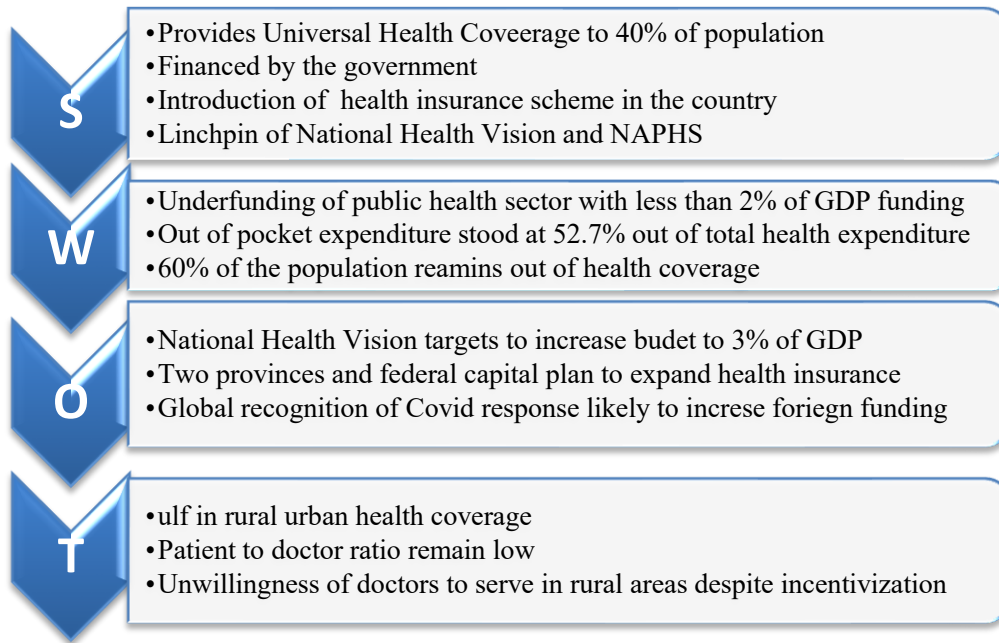 S
•Provides Universal Health Coveerage to 40% of population
•Financed by the government
•Introduction of health insurance scheme in the country
•Linchpin of National Health Vision and NAPHS
W
•Underfunding of public health sector with less than 2% of GDP funding
•Out of pocket expenditure stood at 52.7% out of total health expenditure
•60% of the population reamins out of health coverage
O
•National Health Vision targets to increase budet to 3% of GDP
•Two provinces and federal capital plan to expand health insurance
•Global recognition of Covid response likely to increse foriegn funding
T
•ulf in rural urban health coverage
•Patient to doctor ratio remain low
•Unwillingness of doctors to serve in rural areas despite incentivization